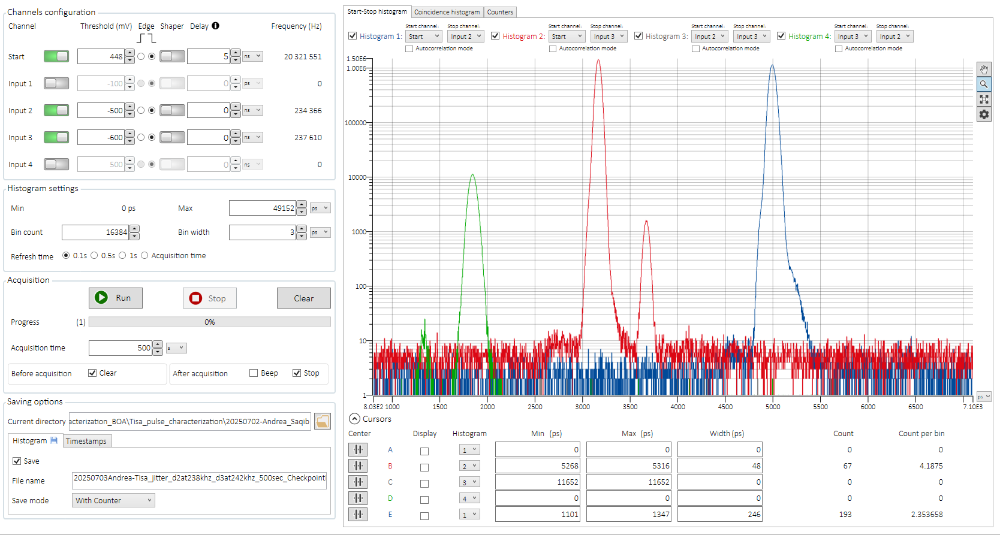 Channels configuration
Channel Threshold (mV) Edge Shaper Delay Frequency (Hz)
Start 448 5 ns 20 321 551
Input 1 -100 0 ps 0
Input 2 -500 0 ns 234 366
Input 3 -600 0 ns 237 610
Input 4 500 0 ns 0
Histogram settings
Min 0 ps Max 49152 ps
Bin count 16384 Bin width 3 ps
Refresh time 0.1s 0.5s 1s Acquisition time
Acquisition
Run Stop Clear
Progress (1) 0%
Acquisition time 500 s
Before acquisition Clear After acquisition Beep Stop
Saving options
Current directory acterization_BOA\Tisa_pulse_characterization\20250702-Andrea_Saqib
Histogram Timestamps
Save
File name 20250703Andrea-Tisa_jitter_d2at238khz_d3at242khz_500sec_Checkpoint
Save mode With Counter
Start-Stop histogram Coincidence histogram Counters
Start channel: Stop channel: Start channel: Stop channel: Start channel: Stop channel: Start channel: Stop channel:
Histogram 1: Start Input 2 Histogram 2: Start Input 3 Histogram 3: Input 2 Input 3 Histogram 4: Input 3 Input 2
Autocorrelation mode Autocorrelation mode Autocorrelation mode Autocorrelation mode
1.50E6
1.00E6
100000
10000
1000
100
10
1
8.03E2 1000 1500 2000 2500 3000 3500 4000 4500 5000 5500 6000 6500 7.10E3
ps
Cursors
Center Display Histogram Min (ps) Max (ps) Width (ps) Count Count per bin
A 1 0 0 0 0 0
B 2 5268 5316 48 67 4.1875
C 3 11652 11652 0 0 0
D 4 0 0 0 0 0
E 1 1101 1347 246 193 2.353658